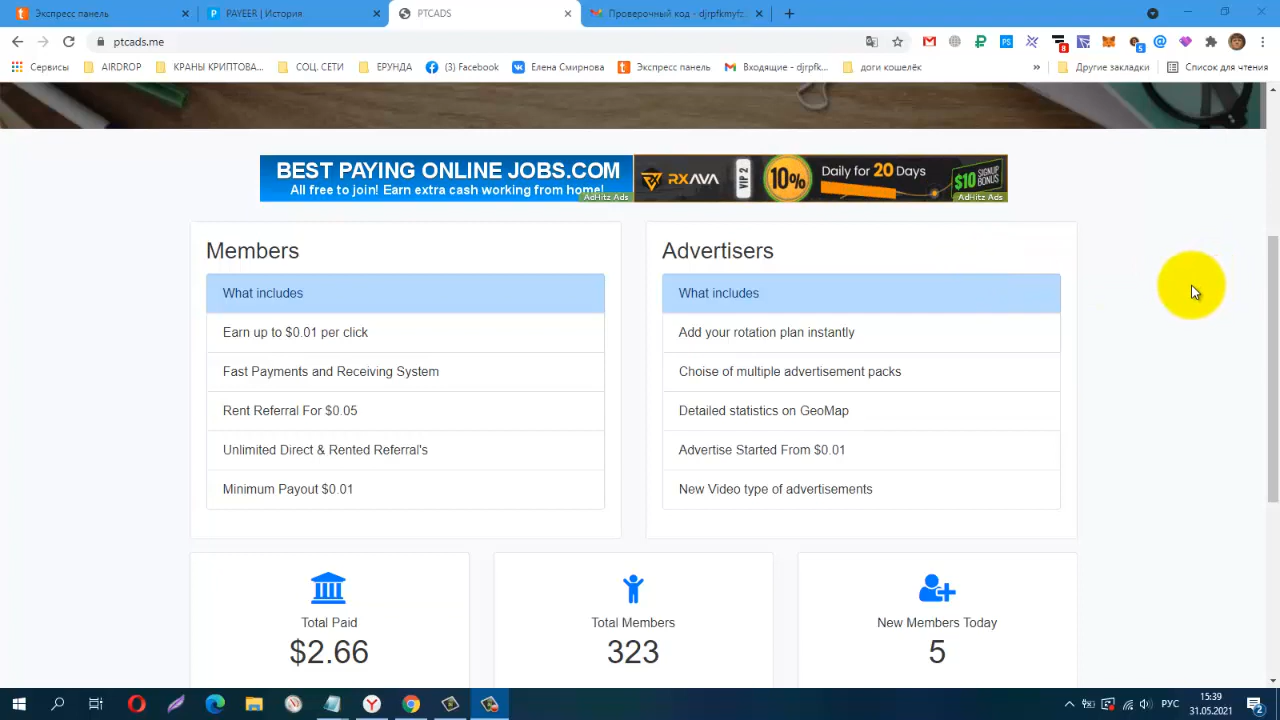 Экспресс панель
PAYEER | История
PTCADS
Проверочный код - djrpfkmyfz
ptcads.me
Сервисы
AIRDROP
КРАНЫ КРИПТОВА...
СОЦ. СЕТИ
ЕРУНДА
(3) Facebook
Елена Смирнова
Экспресс панель
Входящие - djrpfk...
доги кошелёк
»
Другие закладки
Список для чтения
BEST PAYING ONLINE JOBS.COM
All free to join! Earn extra cash working from home!
AdHitz Ads
RXAVA
VIP 2
10%
Daily for 20 Days
$10 SIGNUP BONUS
AdHitz Ads
Members
What includes
Earn up to $0.01 per click
Fast Payments and Receiving System
Rent Referral For $0.05
Unlimited Direct & Rented Referral's
Minimum Payout $0.01
Advertisers
What includes
Add your rotation plan instantly
Choise of multiple advertisement packs
Detailed statistics on GeoMap
Advertise Started From $0.01
New Video type of advertisements
Total Paid
$2.66
Total Members
323
New Members Today
5
РУС
15:39
31.05.2021
2